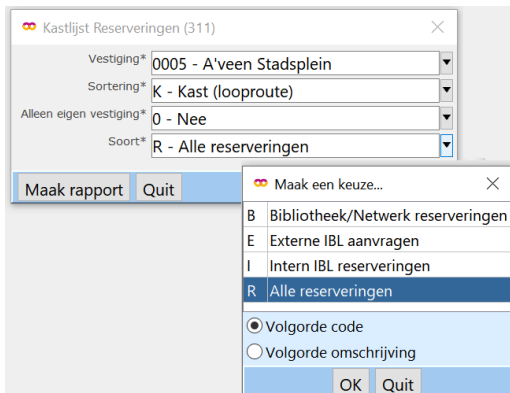 Kastlijst Reserveringen (311)
Vestiging* 0005 - A'veen Stadsplein
Sortering* K - Kast (looproute)
Alleen eigen vestiging* 0 - Nee
Soort* R - Alle reserveringen
Maak rapport Quit
Maak een keuze...
B Bibliotheek/Netwerk reserveringen
E Externe IBL aanvragen
I Intern IBL reserveringen
R Alle reserveringen
Volgorde code
Volgorde omschrijving
OK Quit